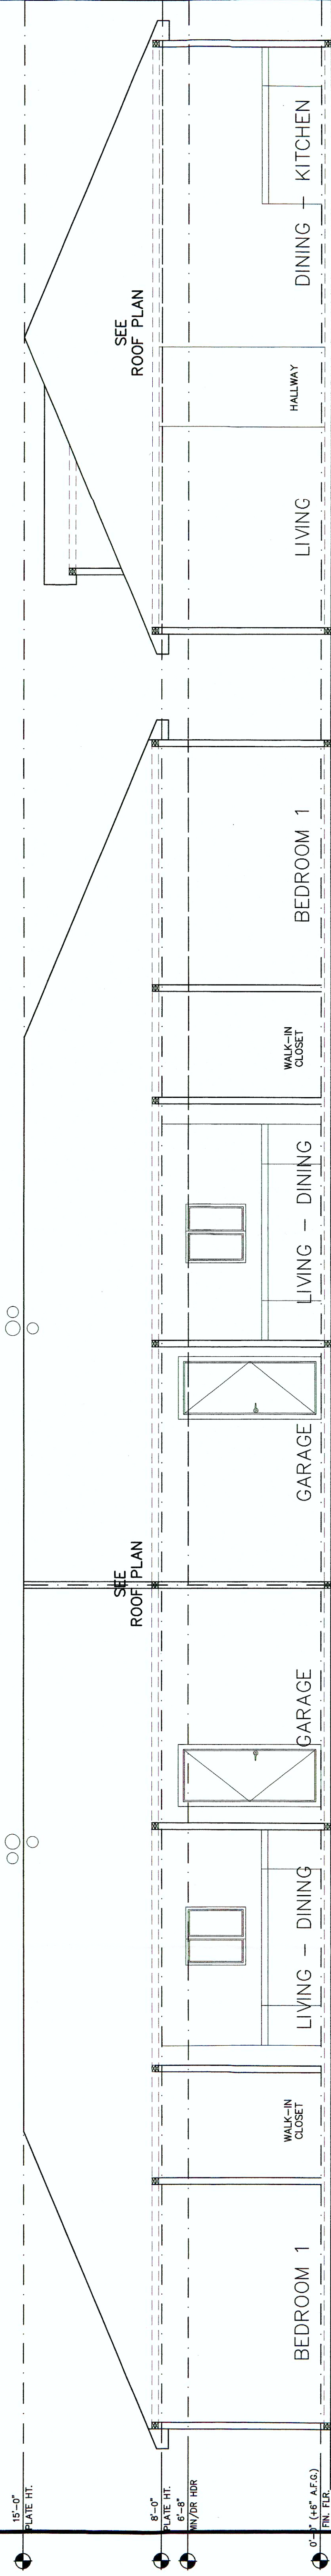 15'-0"
PLATE HT.
8'-0"
PLATE HT.
6'-8"
WN/DR HDR
0'-0" (+6" A.F.G.)
FIN. FLR.
BEDROOM 1
WALK-IN
CLOSET
LIVING - DINING
GARAGE
SEE
ROOF PLAN
GARAGE
LIVING - DINING
WALK-IN
CLOSET
BEDROOM 1
LIVING
HALLWAY
SEE
ROOF PLAN
DINING - KITCHEN